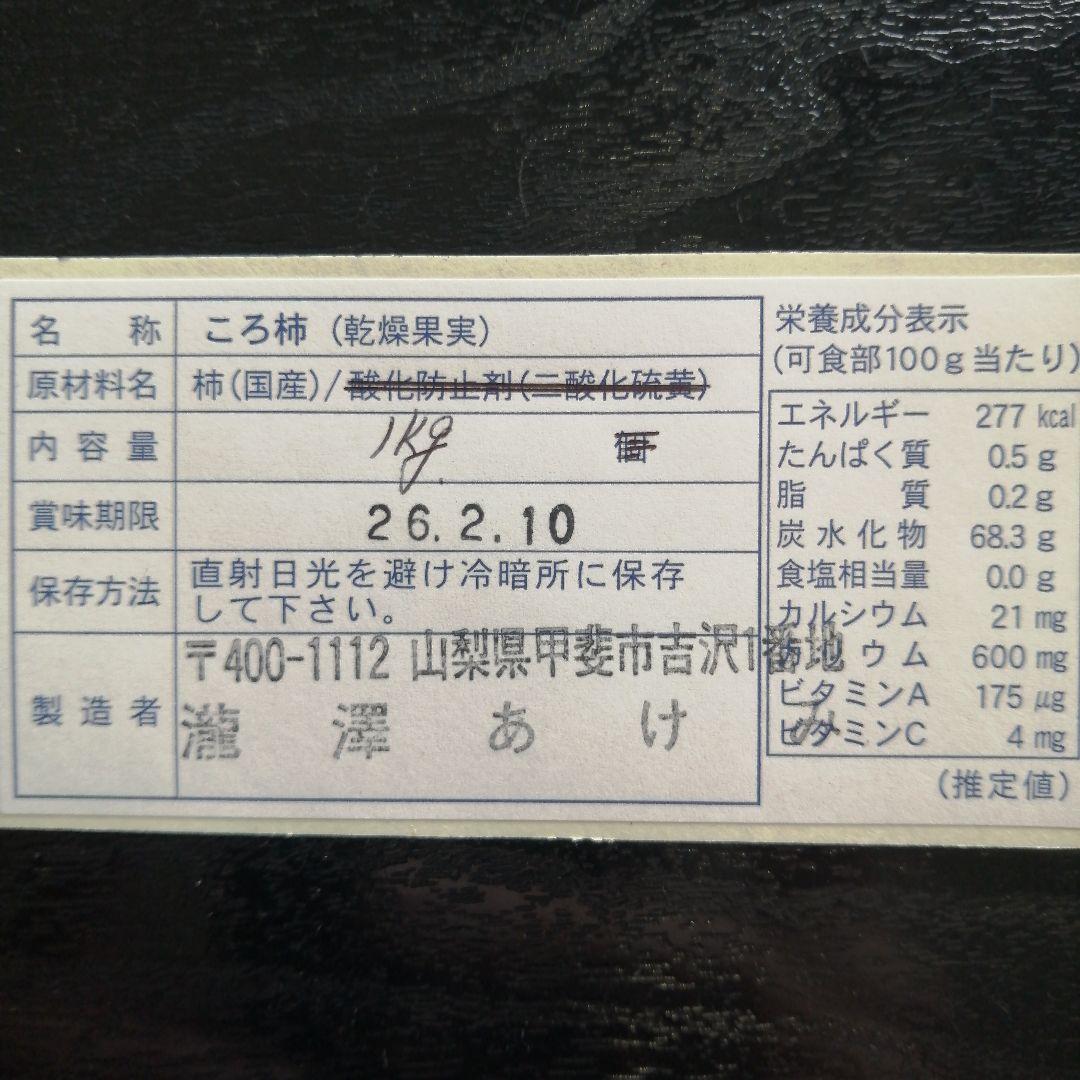 名称 ころ柿（乾燥果実）
原材料名 柿（国産）/酸化防止剤（二酸化硫黄）
内容量 1kg. 個
賞味期限 26.2.10
保存方法 直射日光を避け冷暗所に保存
して下さい。
製造者 〒400-1112 山梨県甲斐市吉沢1番地
瀧澤あけみ
栄養成分表示
(可食部100g当たり)
エネルギー 277 kcal
たんぱく質 0.5 g
脂質 0.2 g
炭水化物 68.3 g
食塩相当量 0.0 g
カルシウム 21 mg
カリウム 600 mg
ビタミンA 175 μg
ビタミンC 4 mg
（推定値）